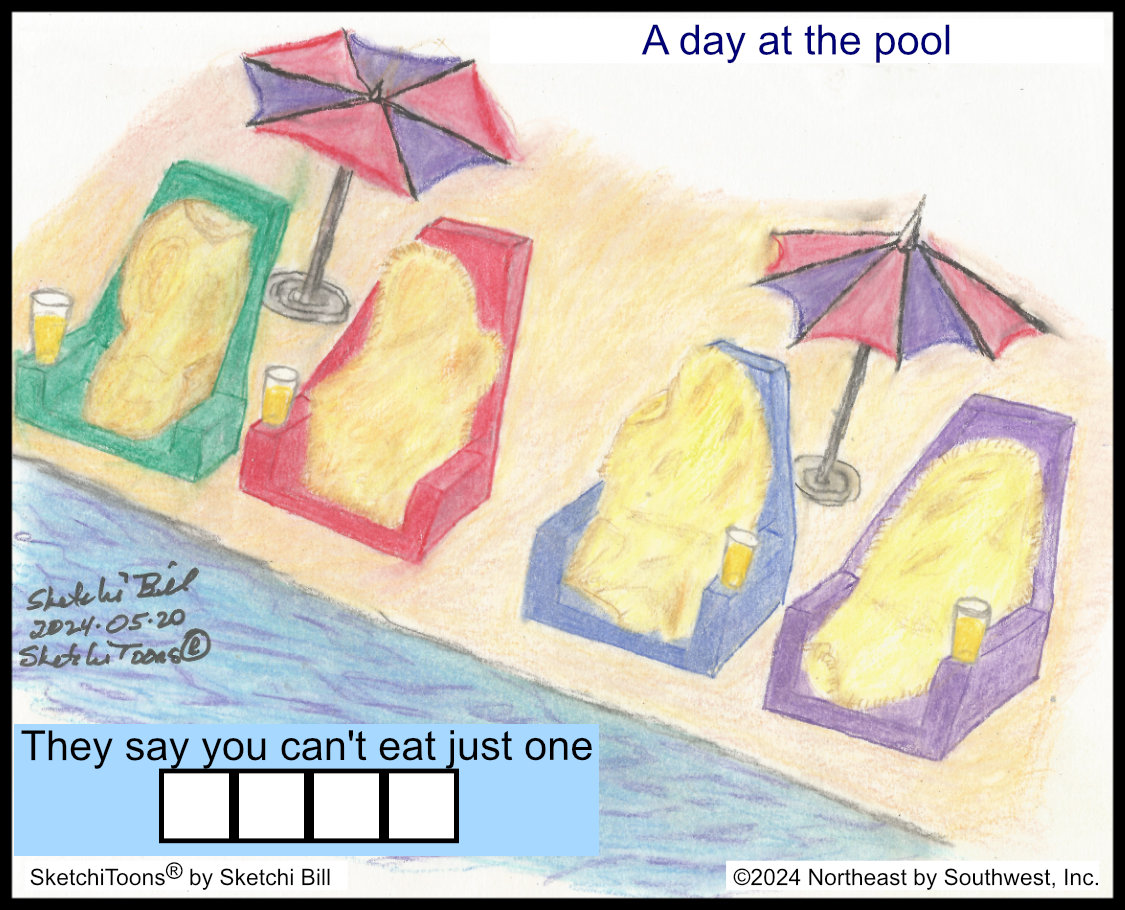 A day at the pool
Sketchi Bill
2024.05.20
SketchiToons©
They say you can't eat just one
SketchiToons® by Sketchi Bill
©2024 Northeast by Southwest, Inc.